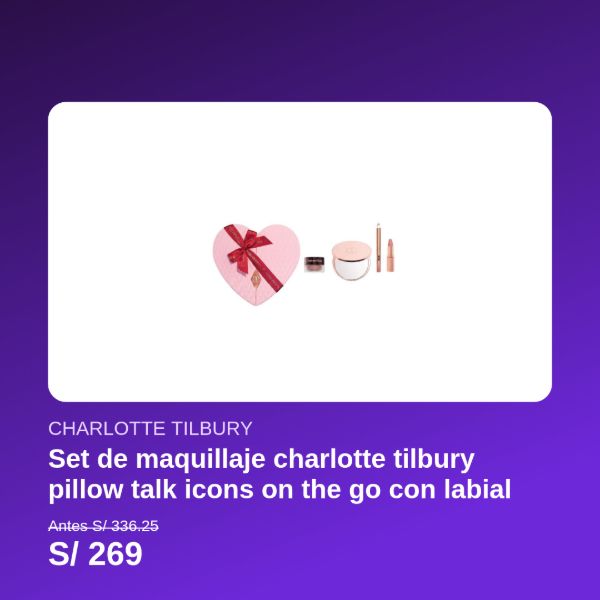 CHARLOTTE TILBURY
Set de maquillaje charlotte tilbury
pillow talk icons on the go con labial
Antes S/ 336.25
S/ 269